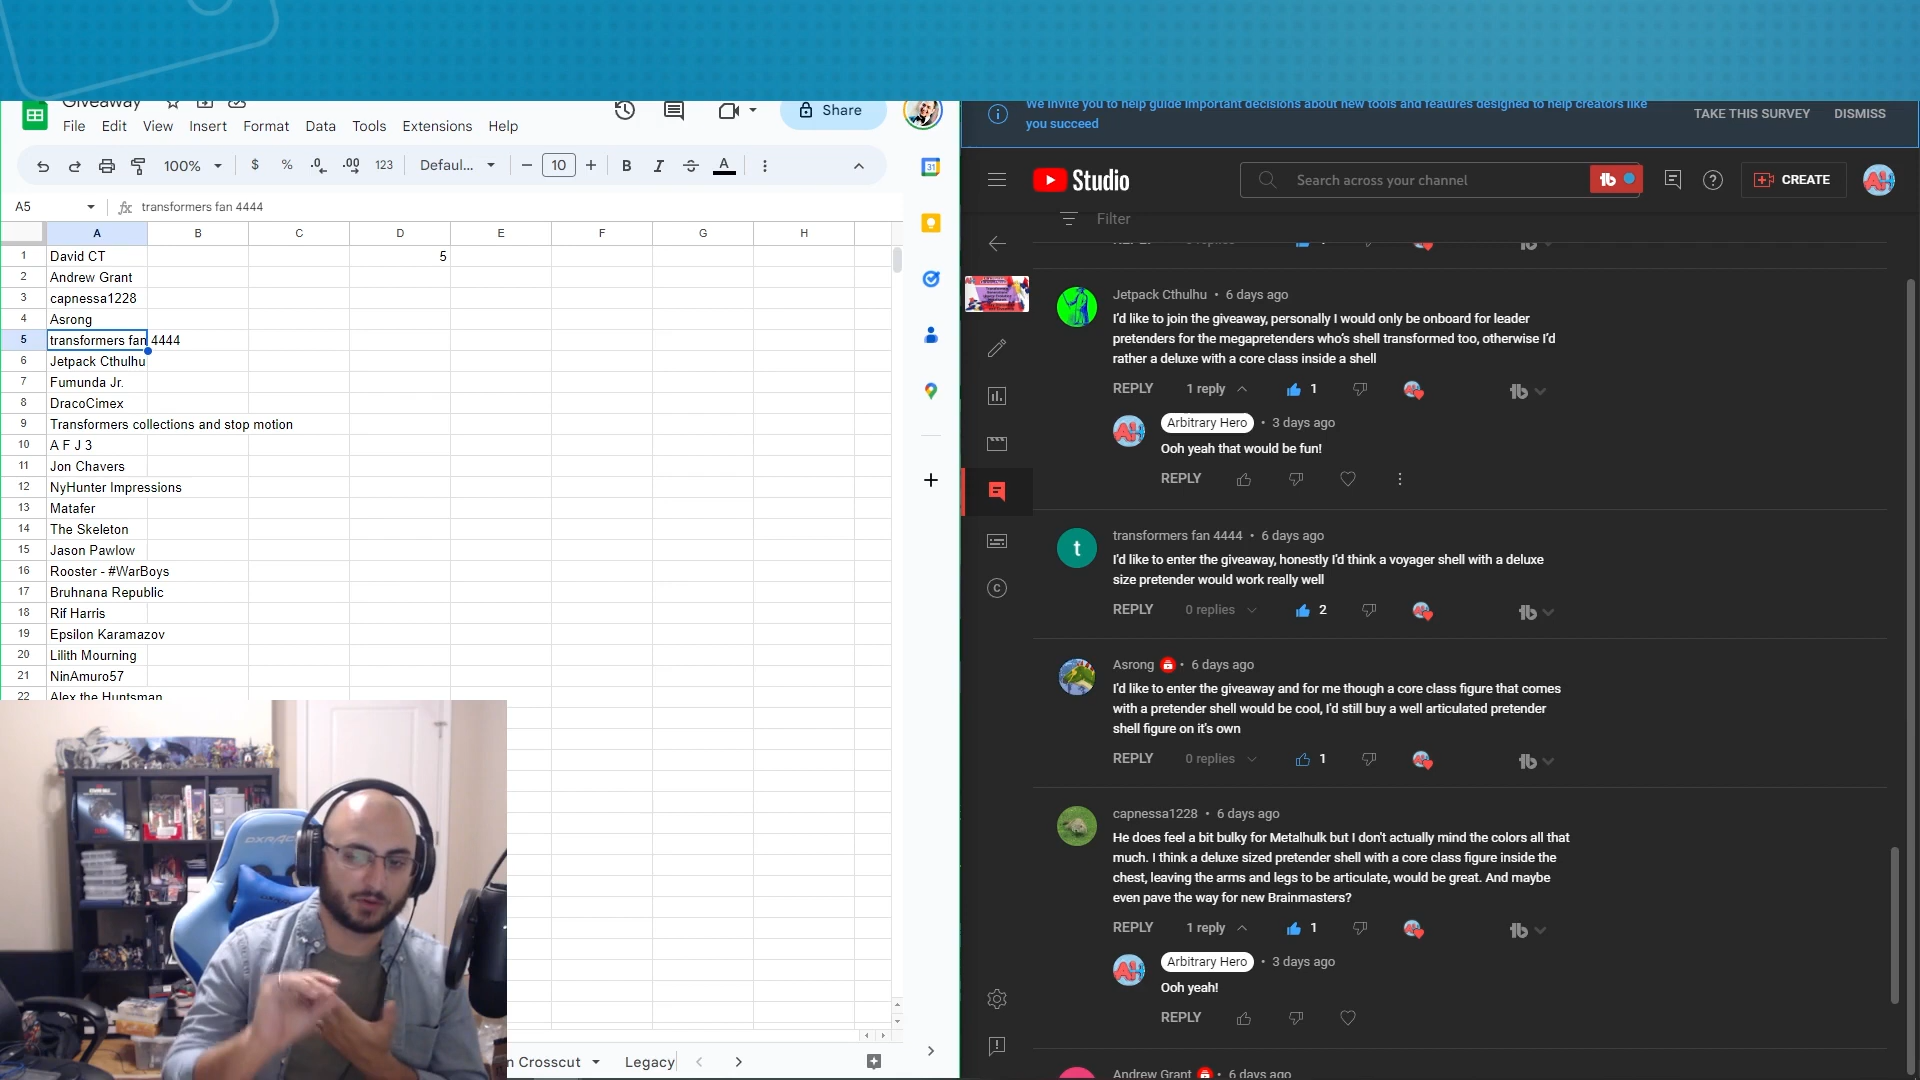 Giveaway
File Edit View Insert Format Data Tools Extensions Help
Share
100% $ % .0 .00 123 Defaul... − 10 + B I A
A5 fx transformers fan 4444
A B C D E F G H
1 David CT 5
2 Andrew Grant
3 capnessa1228
4 Asrong
5 transformers fan 4444
6 Jetpack Cthulhu
7 Fumunda Jr.
8 DracoCimex
9 Transformers collections and stop motion
10 A F J 3
11 Jon Chavers
12 NyHunter Impressions
13 Matafer
14 The Skeleton
15 Jason Pawlow
16 Rooster - #WarBoys
17 Bruhnana Republic
18 Rif Harris
19 Epsilon Karamazov
20 Lilith Mourning
21 NinAmuro57
22 Alex the Huntsman
n Crosscut Legacy
31
We invite you to help guide important decisions about new tools and features designed to help creators like
you succeed
TAKE THIS SURVEY DISMISS
Studio
Search across your channel
CREATE
Filter
Jetpack Cthulhu • 6 days ago
I'd like to join the giveaway, personally I would only be onboard for leader
pretenders for the megapretenders who's shell transformed too, otherwise I'd
rather a deluxe with a core class inside a shell
REPLY 1 reply 1
Arbitrary Hero • 3 days ago
Ooh yeah that would be fun!
REPLY
t
transformers fan 4444 • 6 days ago
I'd like to enter the giveaway, honestly I'd think a voyager shell with a deluxe
size pretender would work really well
REPLY 0 replies 2
Asrong • 6 days ago
I'd like to enter the giveaway and for me though a core class figure that comes
with a pretender shell would be cool, I'd still buy a well articulated pretender
shell figure on it's own
REPLY 0 replies 1
capnessa1228 • 6 days ago
He does feel a bit bulky for Metalhulk but I don't actually mind the colors all that
much. I think a deluxe sized pretender shell with a core class figure inside the
chest, leaving the arms and legs to be articulate, would be great. And maybe
even pave the way for new Brainmasters?
REPLY 1 reply 1
Arbitrary Hero • 3 days ago
Ooh yeah!
REPLY
Andrew Grant • 6 days ago